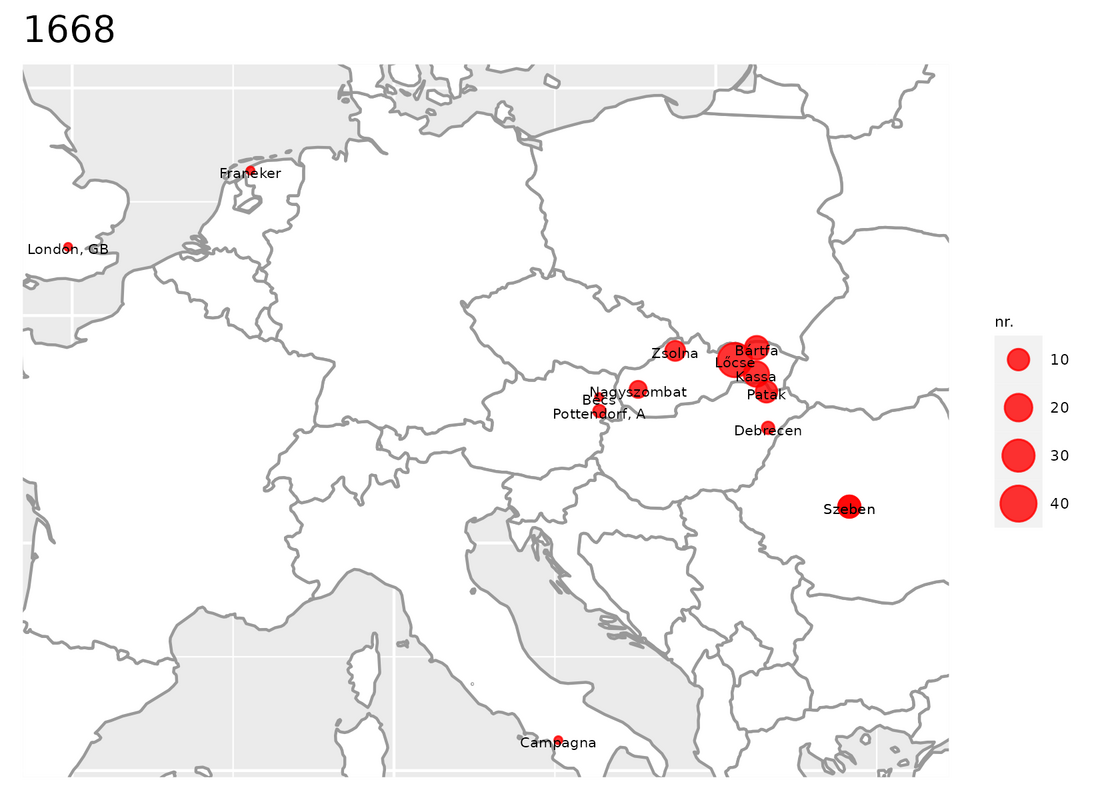 1668
Franeker
London, GB
nr.
10
20
30
40
Zsolna
Bártfa
Lőcse
Kassa
Nagyszombat
Patak
Bécs
Pottendorf, A
Debrecen
Szeben
Campagna